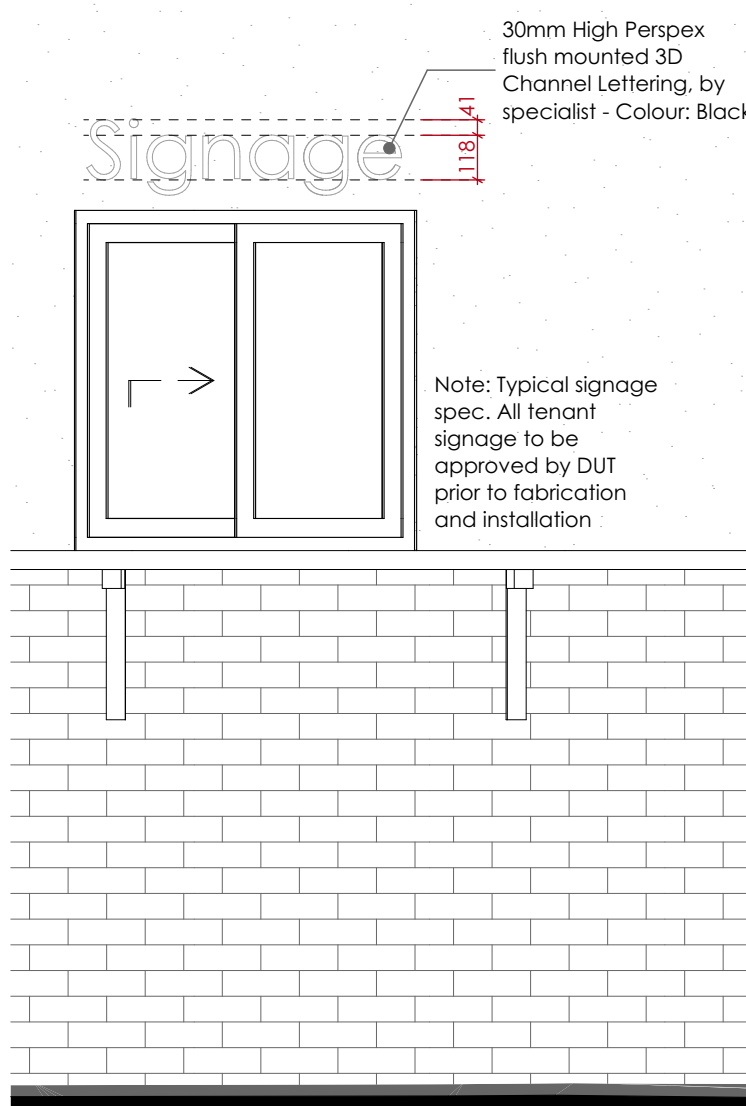 30mm High Perspex
flush mounted 3D
Channel Lettering, by
specialist - Colour: Black
41
118
Signage
Note: Typical signage
spec. All tenant
signage to be
approved by DUT
prior to fabrication
and installation